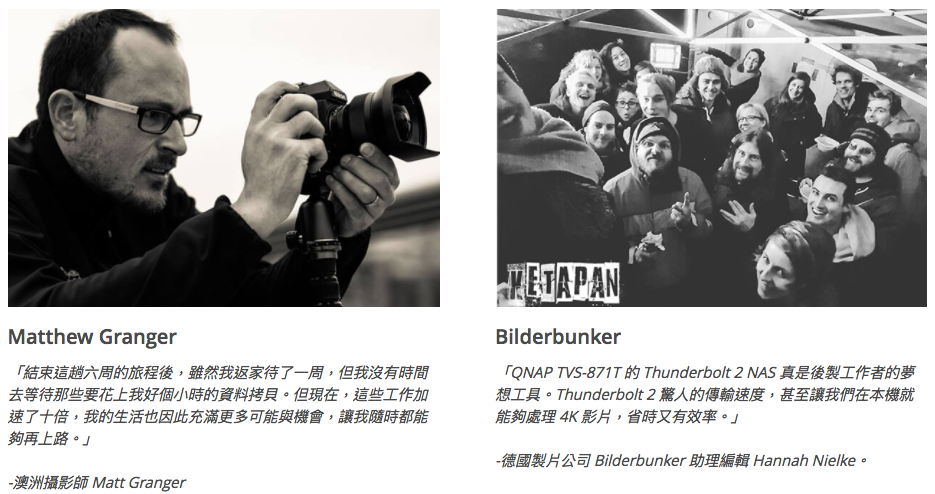 KETAPAN
Matthew Granger
「結束這趟六周的旅程後，雖然我返家待了一周，但我沒有時間
去等待那些要花上我好個小時的資料拷貝。但現在，這些工作加
速了十倍，我的生活也因此充滿更多可能與機會，讓我隨時都能
夠再上路。」
-澳洲攝影師 Matt Granger
Bilderbunker
「QNAP TVS-871T 的 Thunderbolt 2 NAS 真是後製工作者的夢
想工具。Thunderbolt 2 驚人的傳輸速度，甚至讓我們在本機就
能夠處理 4K 影片，省時又有效率。」
-德國製片公司 Bilderbunker 助理編輯 Hannah Nielke。